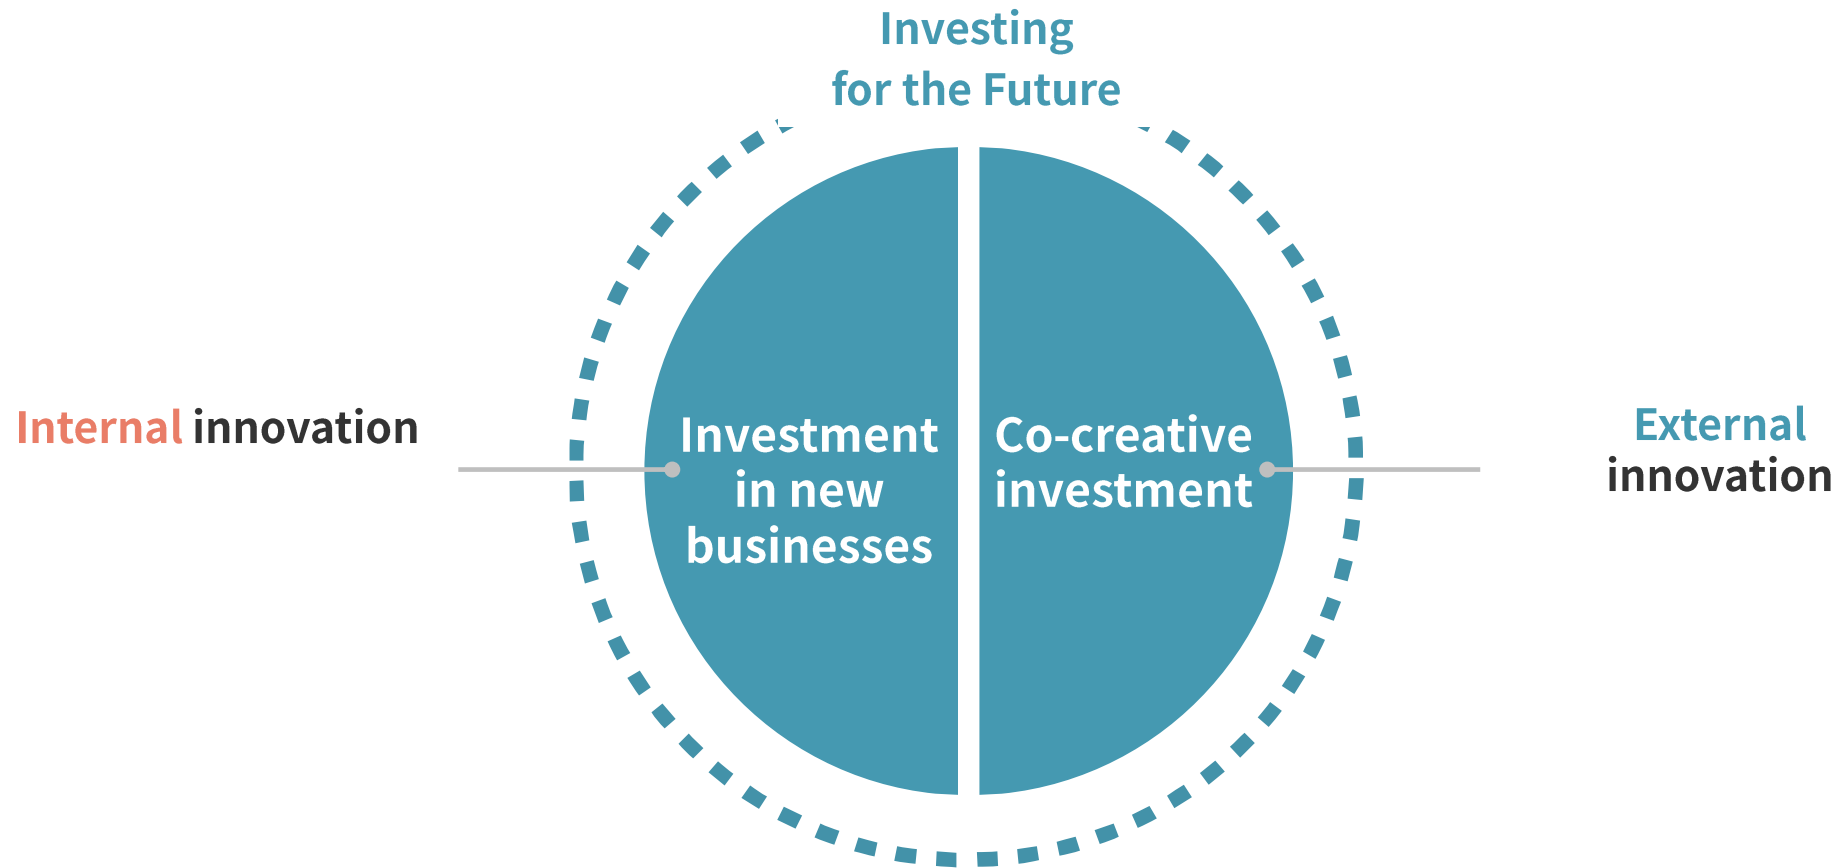 Investing
for the Future
Internal innovation
Investment
in new
businesses
Co-creative
investment
External
innovation